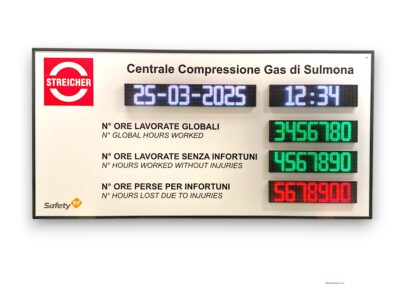 STREICHER
Centrale Compressione Gas di Sulmona
25-03-2025 12:34
N° ORE LAVORATE GLOBALI 3456780
N° GLOBAL HOURS WORKED
N° ORE LAVORATE SENZA INFORTUNI 4567890
N° HOURS WORKED WITHOUT INJURIES
N° ORE PERSE PER INFORTUNI 5678900
N° HOURS LOST DUE TO INJURIES
Safety